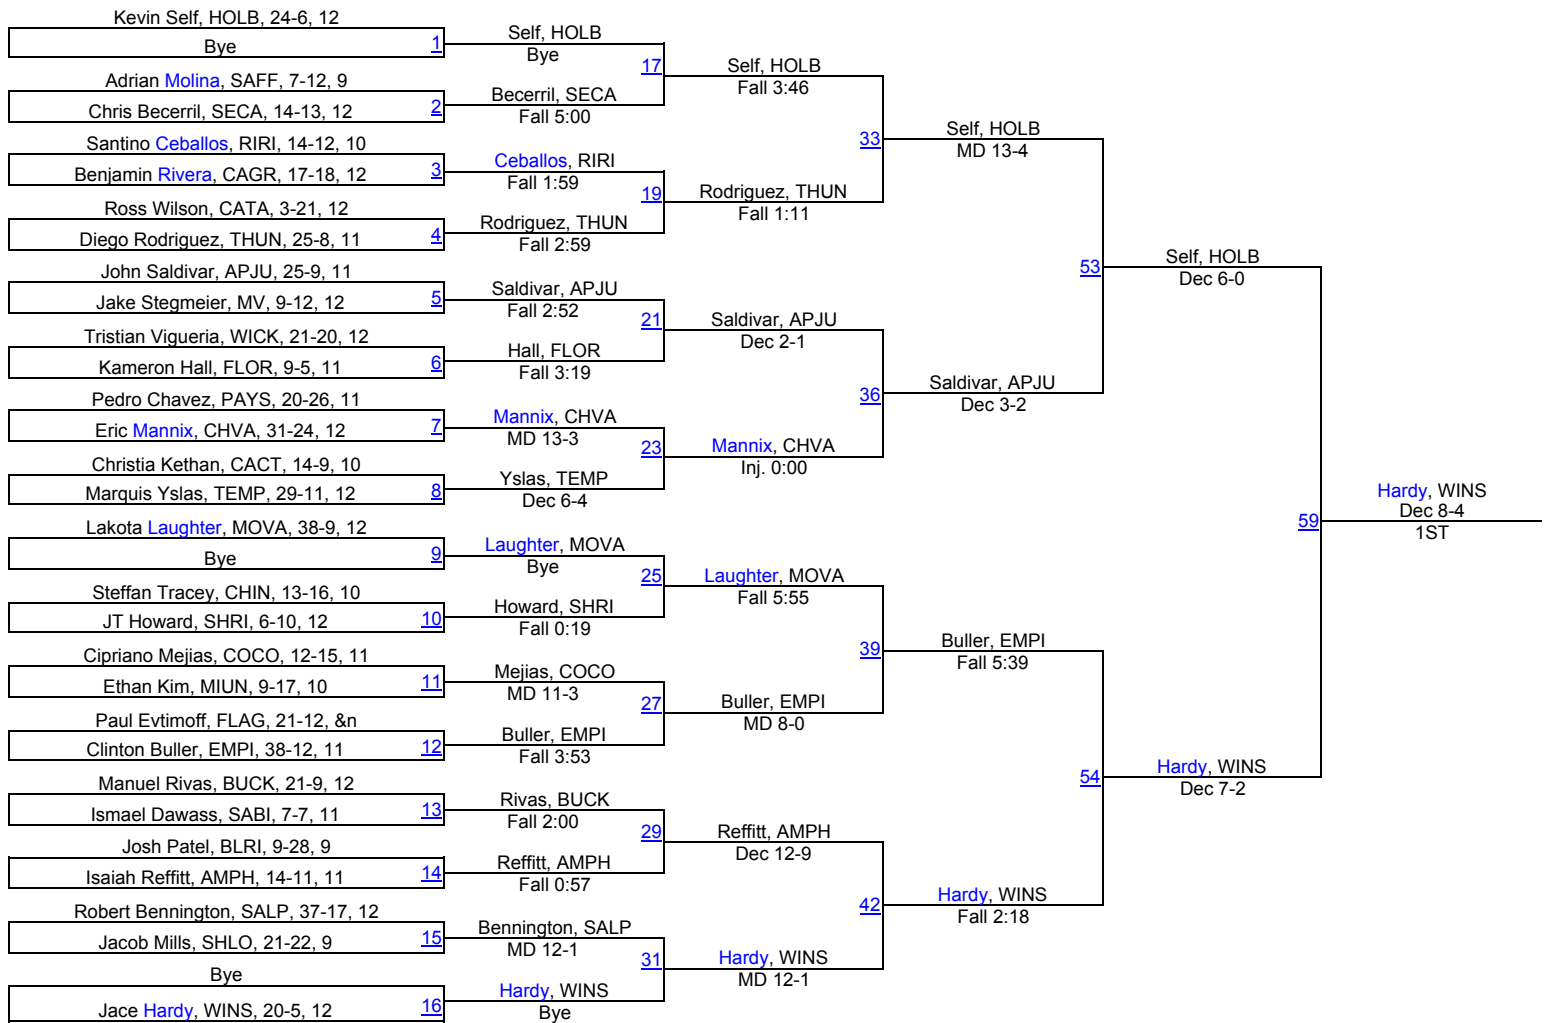 Kevin Self, HOLB, 24-6, 12
Bye
1
Adrian Molina, SAFF, 7-12, 9
Chris Becerril, SECA, 14-13, 12
2
Santino Ceballos, RIRI, 14-12, 10
Benjamin Rivera, CAGR, 17-18, 12
3
Ross Wilson, CATA, 3-21, 12
Diego Rodriguez, THUN, 25-8, 11
4
John Saldivar, APJU, 25-9, 11
Jake Stegmeier, MV, 9-12, 12
5
Tristian Vigueria, WICK, 21-20, 12
Kameron Hall, FLOR, 9-5, 11
6
Pedro Chavez, PAYS, 20-26, 11
Eric Mannix, CHVA, 31-24, 12
7
Christia Kethan, CACT, 14-9, 10
Marquis Yslas, TEMP, 29-11, 12
8
Lakota Laughter, MOVA, 38-9, 12
Bye
9
Steffan Tracey, CHIN, 13-16, 10
JT Howard, SHRI, 6-10, 12
10
Cipriano Mejias, COCO, 12-15, 11
Ethan Kim, MIUN, 9-17, 10
11
Paul Evtimoff, FLAG, 21-12, &n
Clinton Buller, EMPI, 38-12, 11
12
Manuel Rivas, BUCK, 21-9, 12
Ismael Dawass, SABI, 7-7, 11
13
Josh Patel, BLRI, 9-28, 9
Isaiah Reffitt, AMPH, 14-11, 11
14
Robert Bennington, SALP, 37-17, 12
Jacob Mills, SHLO, 21-22, 9
15
Bye
Jace Hardy, WINS, 20-5, 12
16
Self, HOLB
Bye
17
Becerril, SECA
Fall 5:00
Ceballos, RIRI
Fall 1:59
19
Rodriguez, THUN
Fall 2:59
Saldivar, APJU
Fall 2:52
21
Hall, FLOR
Fall 3:19
Mannix, CHVA
MD 13-3
23
Yslas, TEMP
Dec 6-4
Laughter, MOVA
Bye
25
Howard, SHRI
Fall 0:19
Mejias, COCO
MD 11-3
27
Buller, EMPI
Fall 3:53
Rivas, BUCK
Fall 2:00
29
Reffitt, AMPH
Fall 0:57
Bennington, SALP
MD 12-1
31
Hardy, WINS
Bye
Self, HOLB
Fall 3:46
33
Rodriguez, THUN
Fall 1:11
Saldivar, APJU
Dec 2-1
36
Mannix, CHVA
Inj. 0:00
Laughter, MOVA
Fall 5:55
39
Buller, EMPI
MD 8-0
Reffitt, AMPH
Dec 12-9
42
Hardy, WINS
MD 12-1
Self, HOLB
MD 13-4
53
Saldivar, APJU
Dec 3-2
Buller, EMPI
Fall 5:39
54
Hardy, WINS
Fall 2:18
Self, HOLB
Dec 6-0
59
Hardy, WINS
Dec 7-2
Hardy, WINS
Dec 8-4
1ST